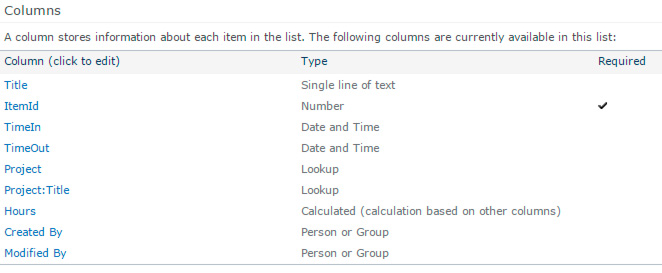 Columns
A column stores information about each item in the list. The following columns are currently available in this list:
Column (click to edit) Type Required
Title Single line of text
ItemId Number ✔
TimeIn Date and Time
TimeOut Date and Time
Project Lookup
Project:Title Lookup
Hours Calculated (calculation based on other columns)
Created By Person or Group
Modified By Person or Group